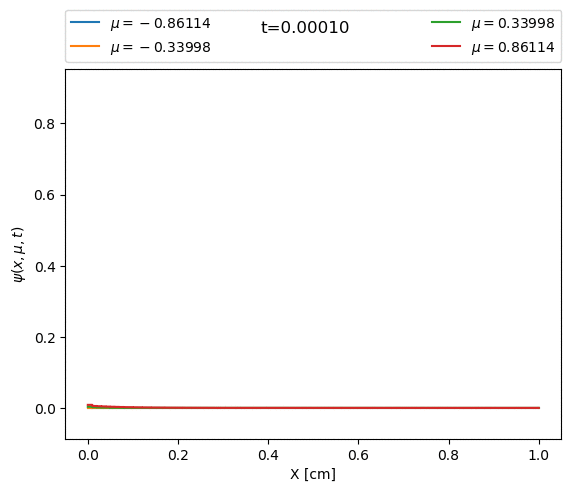 μ = − 0.86114
μ = − 0.33998
t=0.00010
μ = 0.33998
μ = 0.86114
ψ(x, μ, t)
0.8
0.6
0.4
0.2
0.0
0.0 0.2 0.4 0.6 0.8 1.0
X [cm]